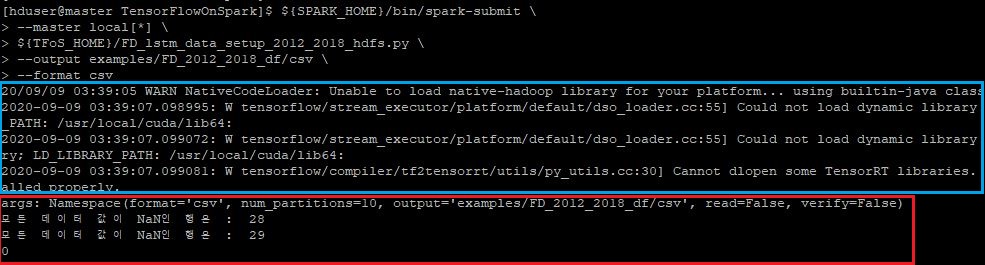 [hduser@master TensorFlowOnSpark]$ ${SPARK_HOME}/bin/spark-submit \
> --master local[*] \
> ${TFoS_HOME}/FD_lstm_data_setup_2012_2018_hdfs.py \
> --output examples/FD_2012_2018_df/csv \
> --format csv
20/09/09 03:39:05 WARN NativeCodeLoader: Unable to load native-hadoop library for your platform... using builtin-java clas
2020-09-09 03:39:07.098995: W tensorflow/stream_executor/platform/default/dso_loader.cc:55] Could not load dynamic library
_PATH: /usr/local/cuda/lib64:
2020-09-09 03:39:07.099072: W tensorflow/stream_executor/platform/default/dso_loader.cc:55] Could not load dynamic library
ry; LD_LIBRARY_PATH: /usr/local/cuda/lib64:
2020-09-09 03:39:07.099081: W tensorflow/compiler/tf2tensorrt/utils/py_utils.cc:30] Cannot dlopen some TensorRT libraries.
alled properly.
args: Namespace(format='csv', num_partitions=10, output='examples/FD_2012_2018_df/csv', read=False, verify=False)
모든 데이터 값이 NaN인 행은 : 28
모든 데이터 값이 NaN인 행은 : 29
0